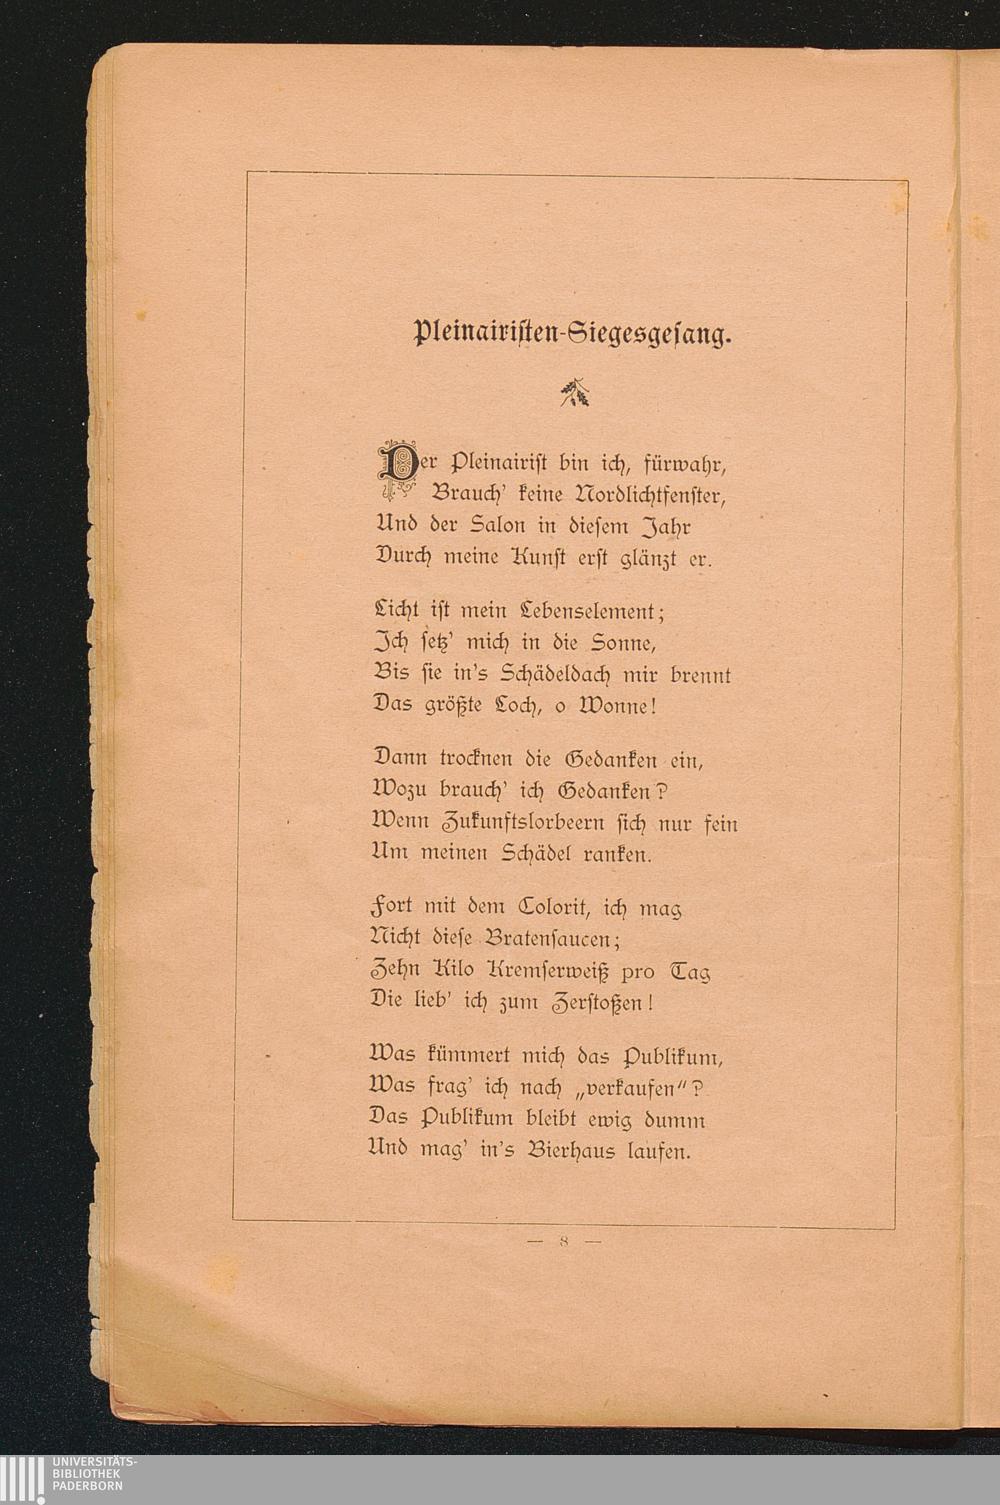 Pleinairisten-Siegesgesang.
Der Pleinairist bin ich, fürwahr,
Brauch' keine Nordlichtfenster,
Und der Salon in diesem Jahr
Durch meine Kunst erst glänzt er.
Licht ist mein Lebenselement;
Ich setz' mich in die Sonne,
Bis sie in's Schädeldach mir brennt
Das größte Loch, o Wonne!
Dann trocknen die Gedanken ein,
Wozu brauch' ich Gedanken?
Wenn Zukunftslorbeern sich nur fein
Um meinen Schädel ranken.
Fort mit dem Colorit, ich mag
Nicht diese Bratensaucen;
Zehn Kilo Kremserweiß pro Tag
Die lieb' ich zum Zerstoßen!
Was kümmert mich das Publikum,
Was frag' ich nach „verkaufen"?
Das Publikum bleibt ewig dumm
Und mag' in's Bierhaus laufen.
— 8 —
UNIVERSITÄTS-
BIBLIOTHEK
PADERBORN